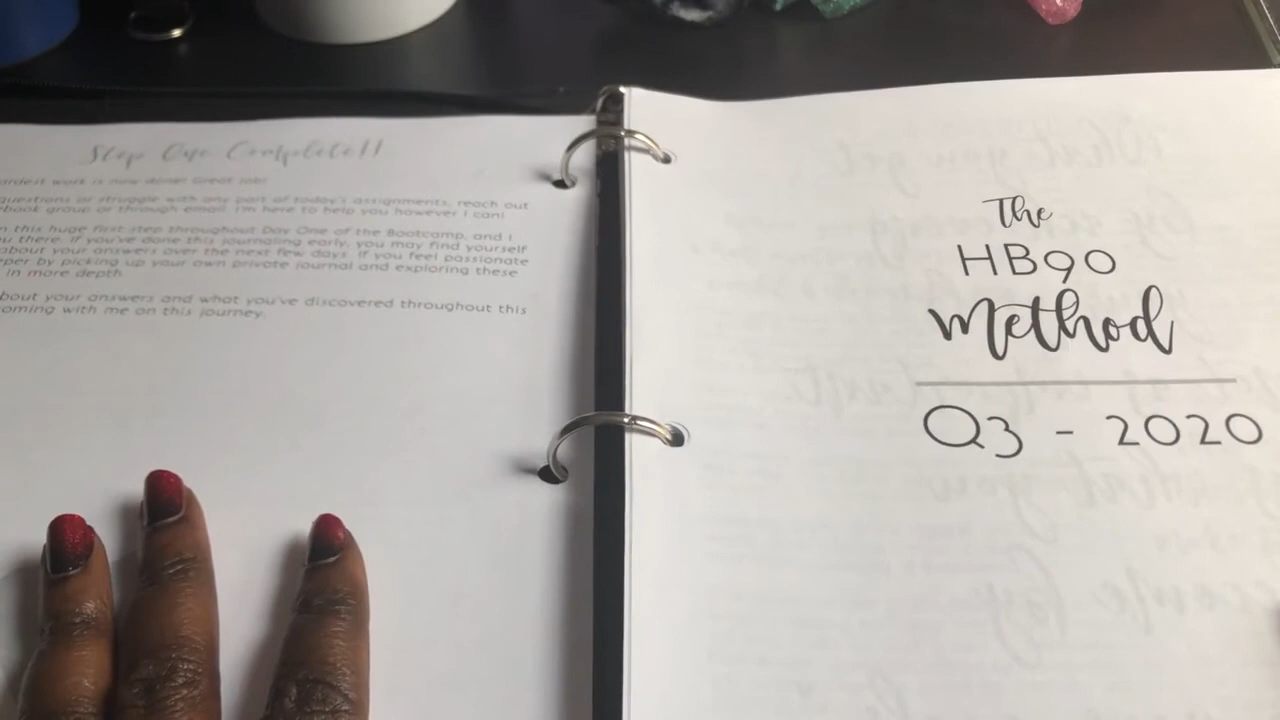 Step One Complete!!
ardest work is now done! Great Job!
questions or struggle with any part of today's assignments, reach out
ebook group or through email. I'm here to help you however I can!
n this huge first step throughout Day One of the Bootcamp, and I
u there. If you've done this journaling early, you may find yourself
about your answers over the next few days. If you feel passionate
per by picking up your own private journal and exploring these
in more depth.
bout your answers and what you've discovered throughout this
oming with me on this journey.
The
HB90
Method
Q3 - 2020